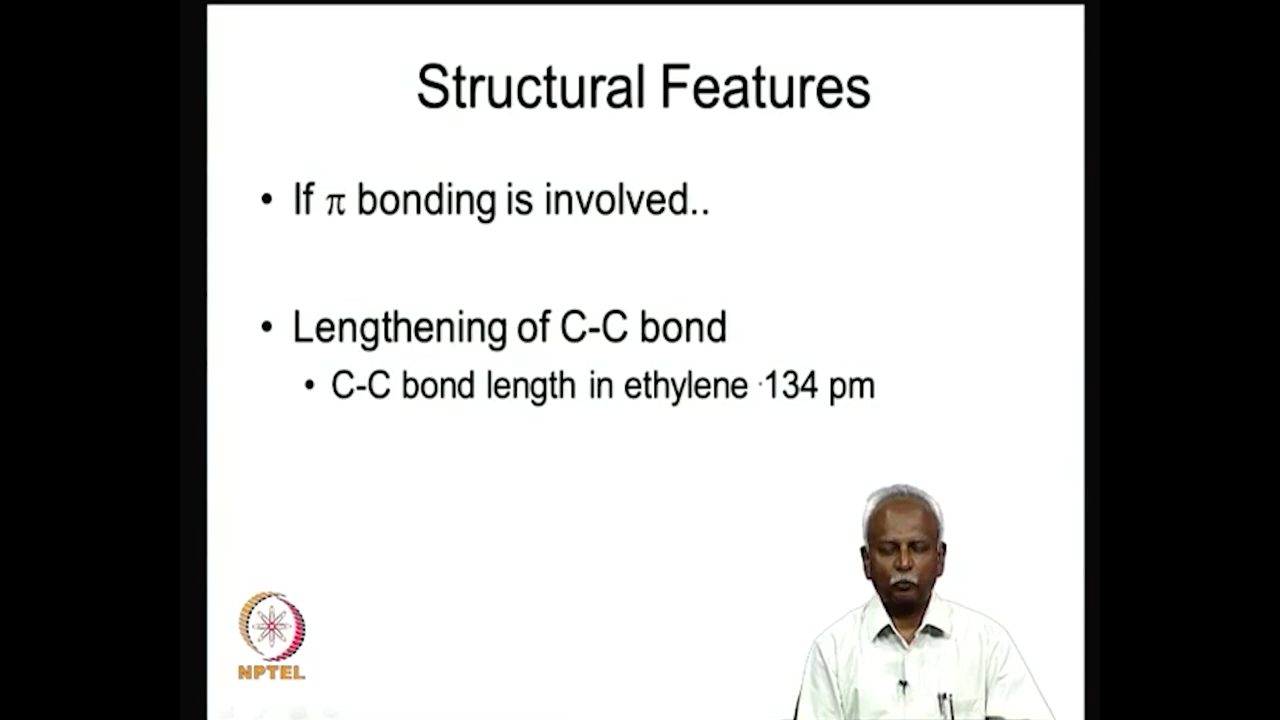 Structural Features
• If π bonding is involved..
• Lengthening of C-C bond
• C-C bond length in ethylene 134 pm
NPTEL